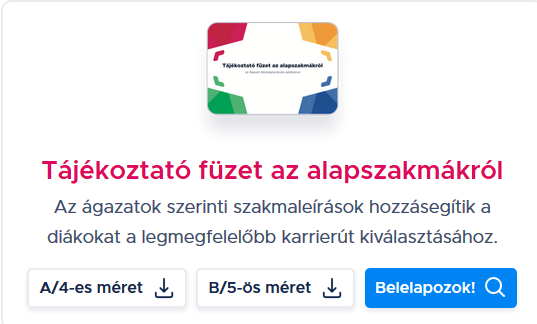 Tájékoztató füzet az alapszakmákról
Tájékoztató füzet az alapszakmákról
Az ágazatok szerinti szakmaleírások hozzásegítik a
diákokat a legmegfelelőbb karrierút kiválasztásához.
A/4-es méret
B/5-ös méret
Belelapozok!